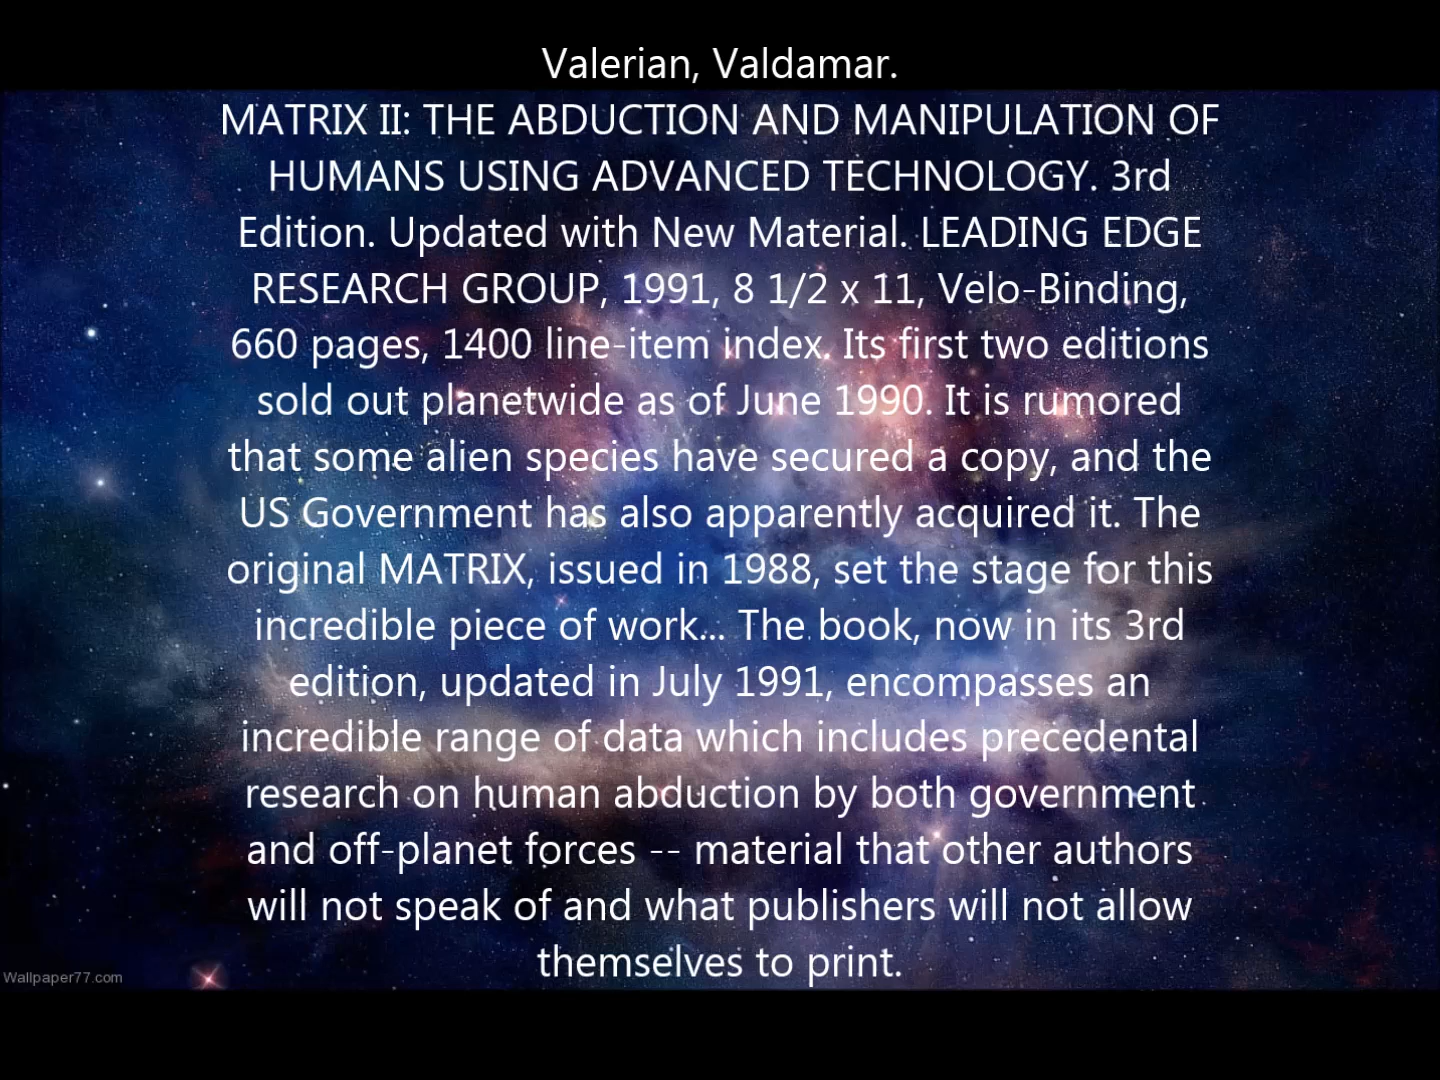 Valerian, Valdamar.
MATRIX II: THE ABDUCTION AND MANIPULATION OF
HUMANS USING ADVANCED TECHNOLOGY. 3rd
Edition. Updated with New Material. LEADING EDGE
RESEARCH GROUP, 1991, 8 1/2 x 11, Velo-Binding,
660 pages, 1400 line-item index. Its first two editions
sold out planetwide as of June 1990. It is rumored
that some alien species have secured a copy, and the
US Government has also apparently acquired it. The
original MATRIX, issued in 1988, set the stage for this
incredible piece of work... The book, now in its 3rd
edition, updated in July 1991, encompasses an
incredible range of data which includes precedental
research on human abduction by both government
and off-planet forces -- material that other authors
will not speak of and what publishers will not allow
themselves to print.
Wallpaper77.com